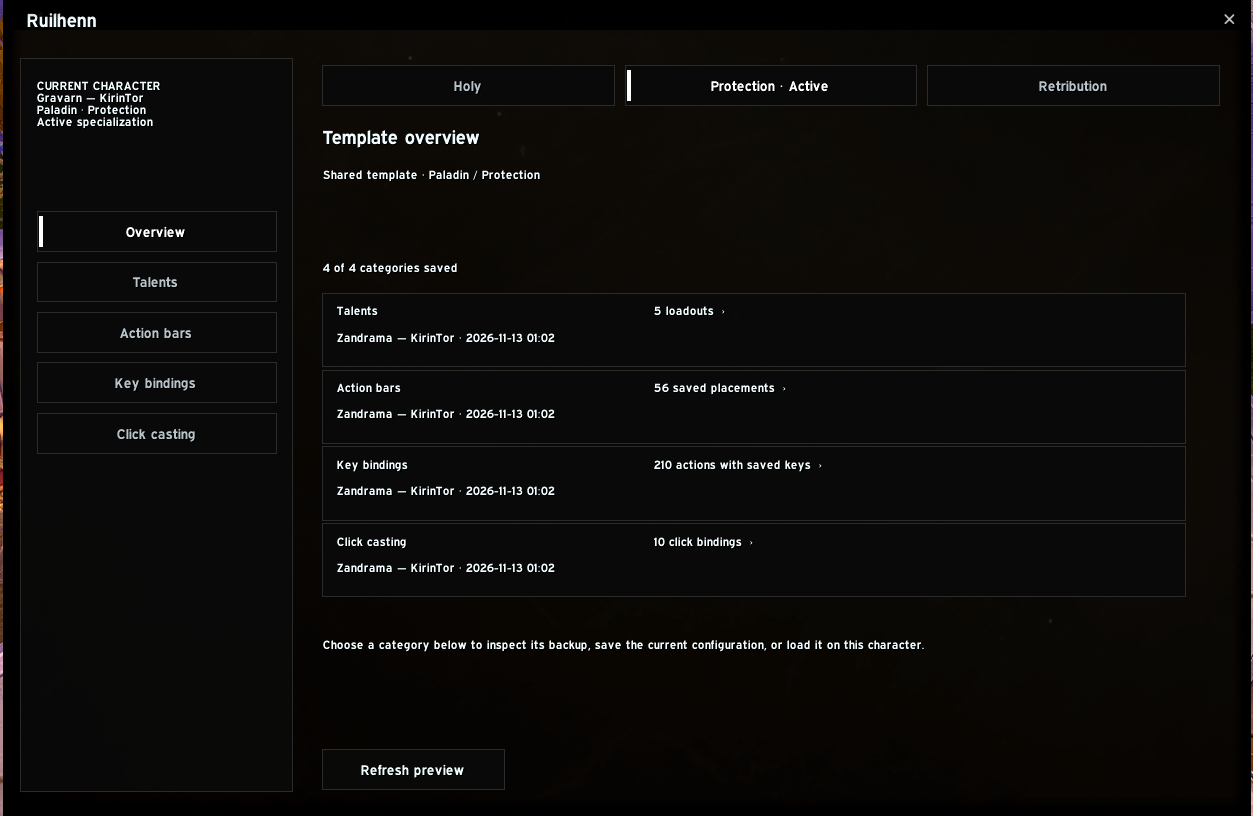 Ruilhenn
CURRENT CHARACTER
Gravarn — KirinTor
Paladin · Protection
Active specialization
Overview
Talents
Action bars
Key bindings
Click casting
Holy
Protection · Active
Retribution
Template overview
Shared template · Paladin / Protection
4 of 4 categories saved
Talents
5 loadouts ›
Zandrama — KirinTor · 2026-11-13 01:02
Action bars
56 saved placements ›
Zandrama — KirinTor · 2026-11-13 01:02
Key bindings
210 actions with saved keys ›
Zandrama — KirinTor · 2026-11-13 01:02
Click casting
10 click bindings ›
Zandrama — KirinTor · 2026-11-13 01:02
Choose a category below to inspect its backup, save the current configuration, or load it on this character.
Refresh preview